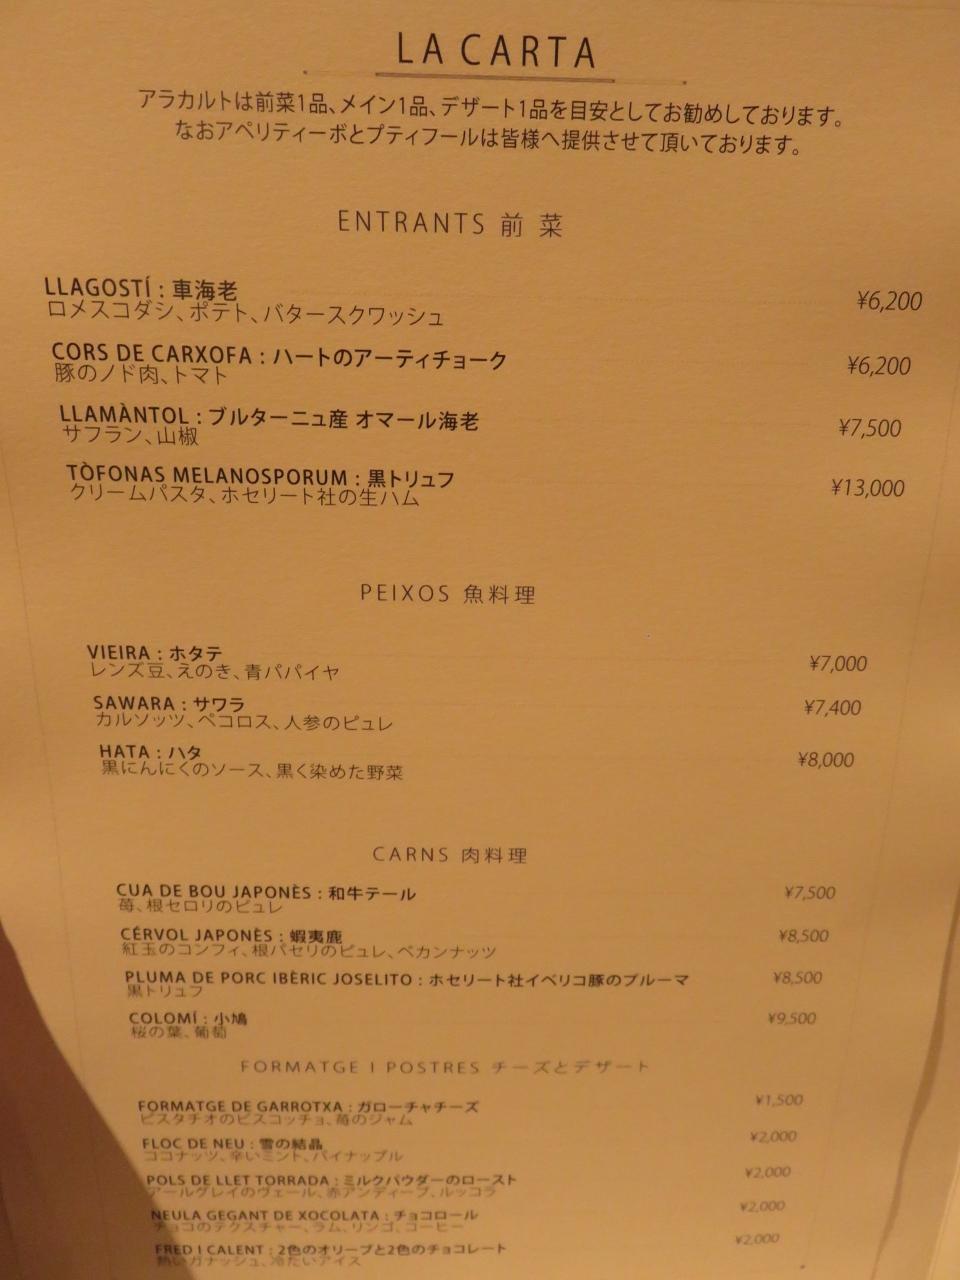 LA CARTA
アラカルトは前菜1品、メイン1品、デザート1品を目安としてお勧めしております。
なおアペリティーボとプティフールは皆様へ提供させて頂いております。
ENTRANTS 前 菜
LLAGOSTÍ : 車海老 ¥6,200
ロメスコダシ、ポテト、バタースクワッシュ
CORS DE CARXOFA : ハートのアーティチョーク ¥6,200
豚のノド肉、トマト
LLAMÀNTOL : ブルターニュ産 オマール海老 ¥7,500
サフラン、山椒
TÒFONAS MELANOSPORUM : 黒トリュフ ¥13,000
クリームパスタ、ホセリート社の生ハム
PEIXOS 魚料理
VIEIRA : ホタテ ¥7,000
レンズ豆、えのき、青パパイヤ
SAWARA : サワラ ¥7,400
カルソッツ、ペコロス、人参のピュレ
HATA : ハタ ¥8,000
黒にんにくのソース、黒く染めた野菜
CARNS 肉料理
CUA DE BOU JAPONÈS : 和牛テール ¥7,500
苺、根セロリのピュレ
CÉRVOL JAPONÈS : 蝦夷鹿 ¥8,500
紅玉のコンフィ、根パセリのピュレ、ペカンナッツ
PLUMA DE PORC IBÈRIC JOSELITO : ホセリート社イベリコ豚のプルーマ ¥8,500
黒トリュフ
COLOMÍ : 小鳩 ¥9,500
桜の葉、葡萄
FORMATGE I POSTRES チーズとデザート
FORMATGE DE GARROTXA : ガローチャチーズ ¥1,500
ピスタチオのビスコッチョ、苺のジャム
FLOC DE NEU : 雪の結晶 ¥2,000
ココナッツ、辛いミント、パイナップル
POLS DE LLET TORRADA : ミルクパウダーのロースト ¥2,000
アールグレイのヴェール、赤アンディーブ、ルッコラ
NEULA GEGANT DE XOCOLATA : チョコロール ¥2,000
チョコのテクスチャー、ラム、リンゴ、コーヒー
FRED I CALENT : 2色のオリーブと2色のチョコレート ¥2,000
熱いガナッシュ、冷たいアイス